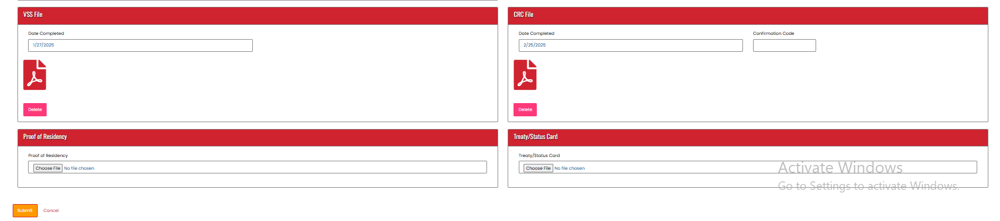 VSS File
Date Completed
1/27/2025
Delete
CRC File
Date Completed
Confirmation Code
2/25/2025
Delete
Proof of Residency
Proof of Residency
Choose File No file chosen
Treaty/Status Card
Treaty/Status Card
Choose File No file chosen
Activate Windows
Go to Settings to activate Windows.
Submit Cancel